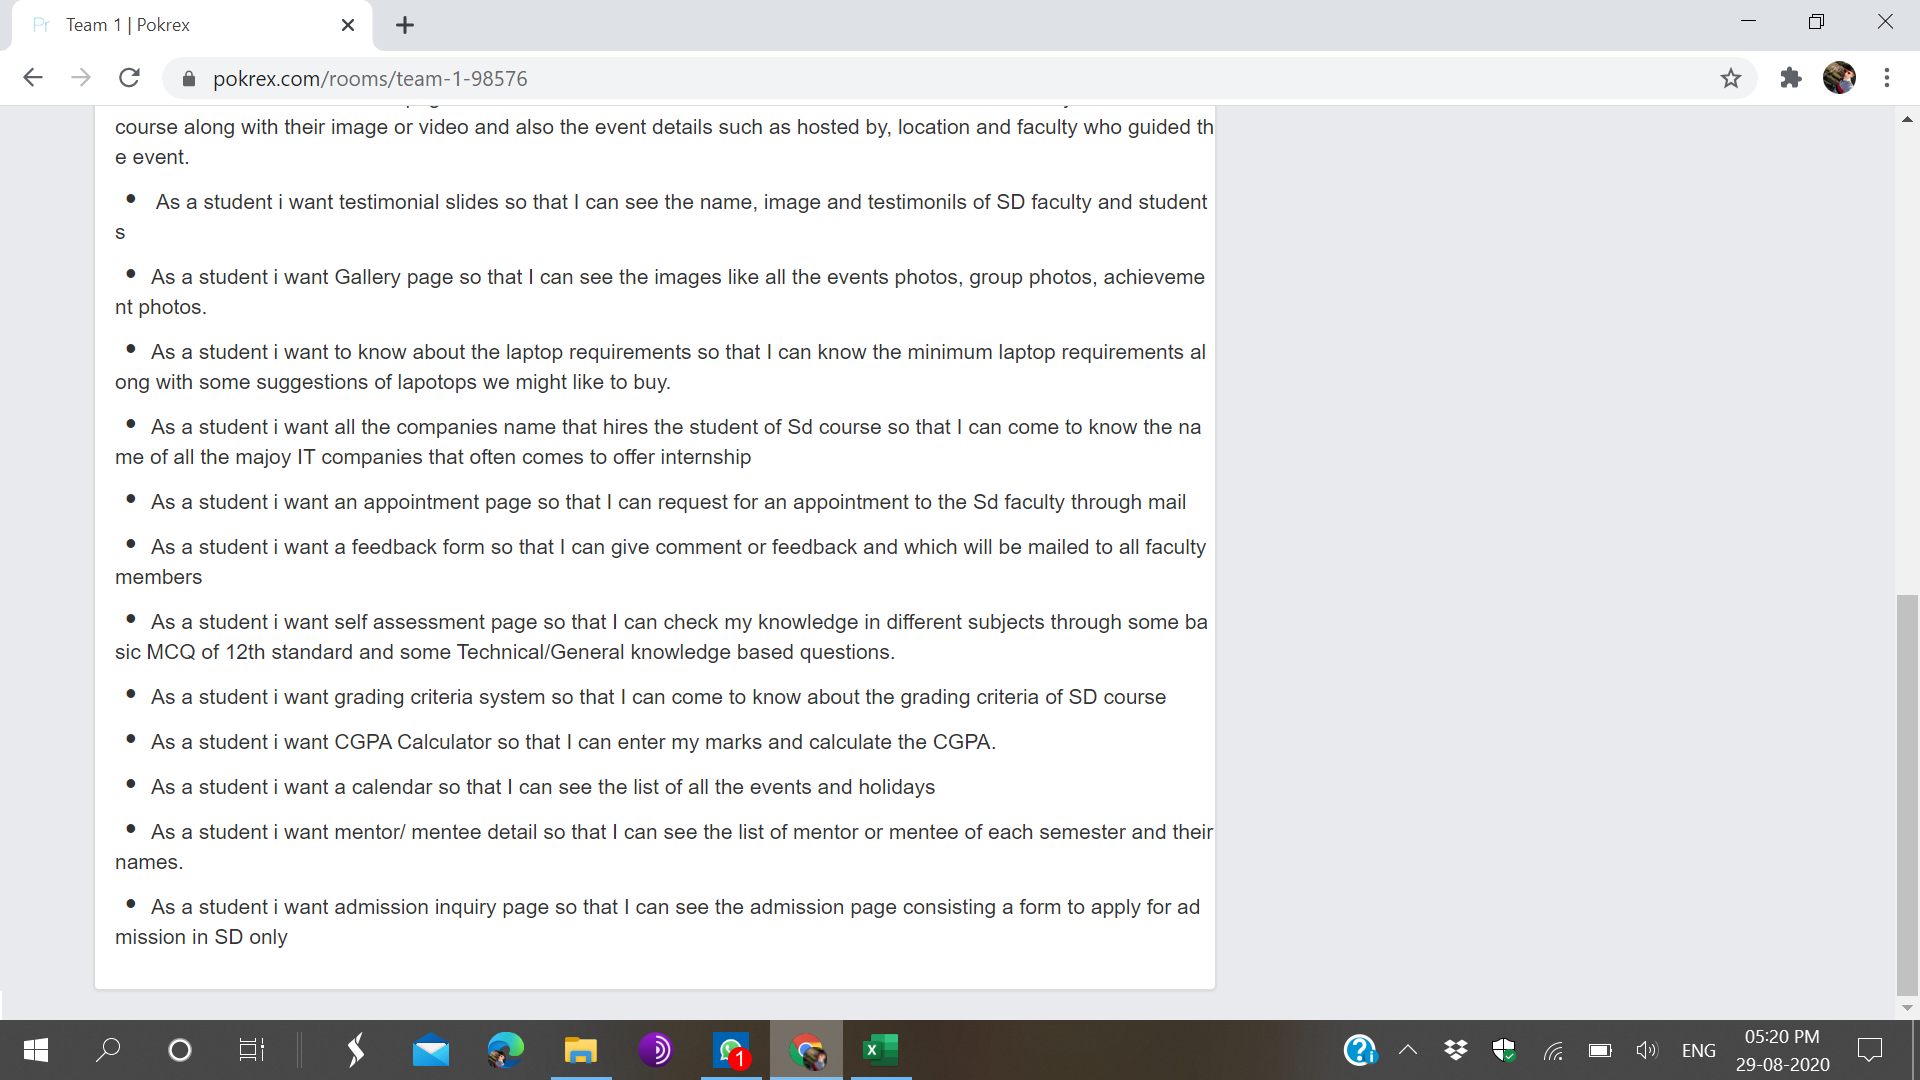 Pr Team 1 | Pokrex
pokrex.com/rooms/team-1-98576
course along with their image or video and also the event details such as hosted by, location and faculty who guided th
e event.
• As a student i want testimonial slides so that I can see the name, image and testimonils of SD faculty and student
s
• As a student i want Gallery page so that I can see the images like all the events photos, group photos, achieveme
nt photos.
• As a student i want to know about the laptop requirements so that I can know the minimum laptop requirements al
ong with some suggestions of lapotops we might like to buy.
• As a student i want all the companies name that hires the student of Sd course so that I can come to know the na
me of all the majoy IT companies that often comes to offer internship
• As a student i want an appointment page so that I can request for an appointment to the Sd faculty through mail
• As a student i want a feedback form so that I can give comment or feedback and which will be mailed to all faculty
members
• As a student i want self assessment page so that I can check my knowledge in different subjects through some ba
sic MCQ of 12th standard and some Technical/General knowledge based questions.
• As a student i want grading criteria system so that I can come to know about the grading criteria of SD course
• As a student i want CGPA Calculator so that I can enter my marks and calculate the CGPA.
• As a student i want a calendar so that I can see the list of all the events and holidays
• As a student i want mentor/ mentee detail so that I can see the list of mentor or mentee of each semester and their
names.
• As a student i want admission inquiry page so that I can see the admission page consisting a form to apply for ad
mission in SD only
1
X
ENG
05:20 PM
29-08-2020